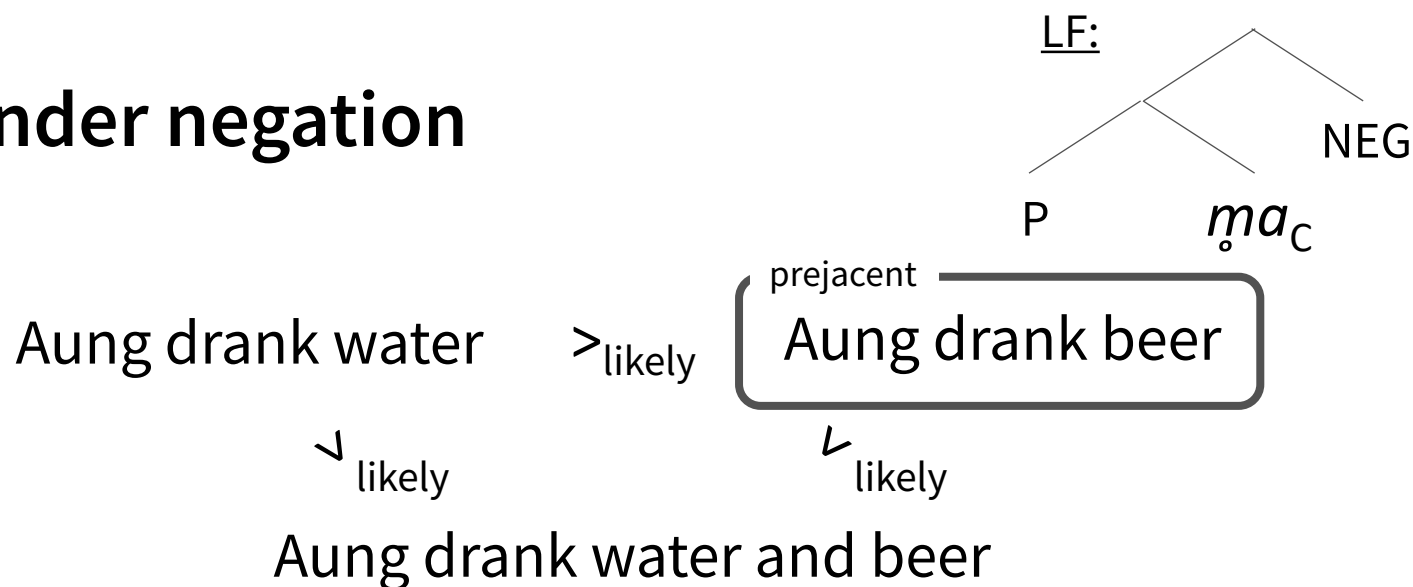 LF:
nder negation
NEG
P
m̥a C
prejacent
Aung drank water >likely Aung drank beer
> likely > likely
Aung drank water and beer